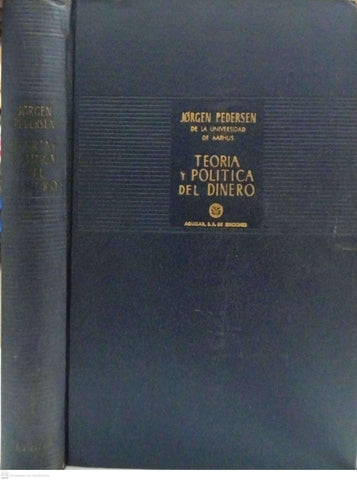 JØRGEN PEDERSEN
DE LA UNIVERSIDAD
DE AARHUS
TEORIA
Y POLITICA
DEL DINERO
AGUILAR, S.A. DE EDICIONES
JØRGEN
PEDERSEN